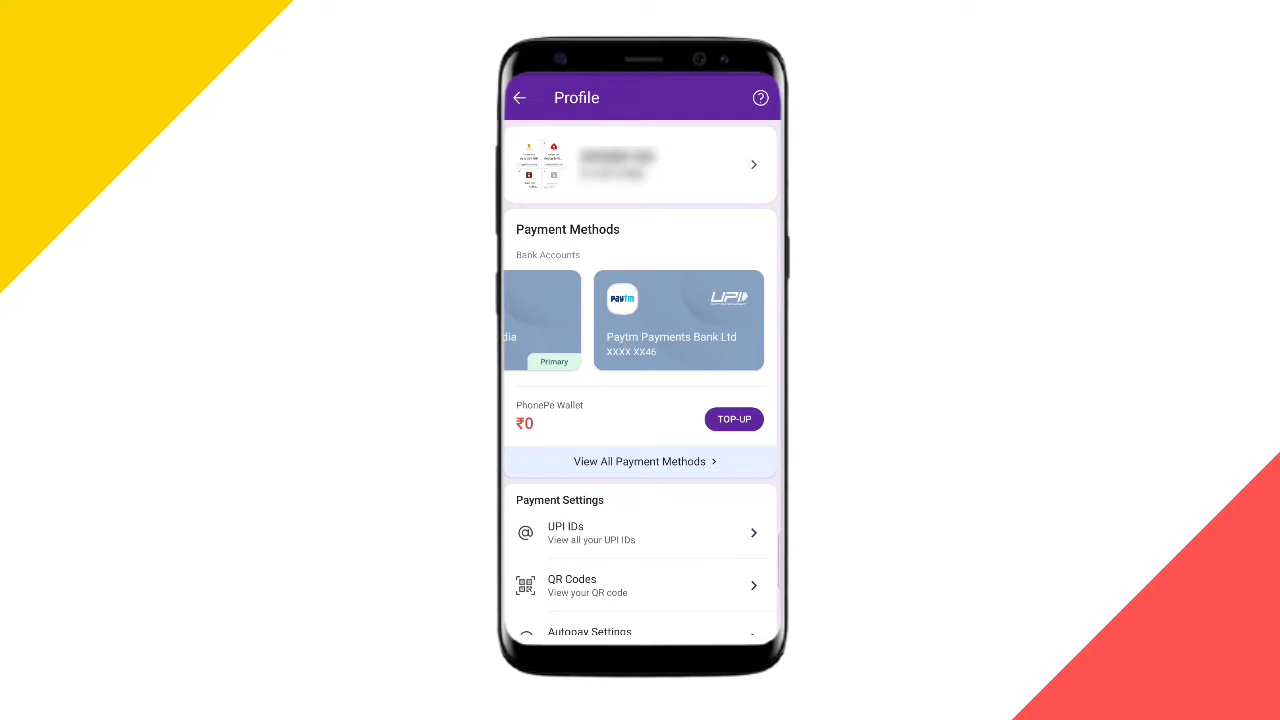 Profile
Payment Methods
Bank Accounts
paytm
UPI
dia
Paytm Payments Bank Ltd
XXXX XX46
Primary
PhonePe Wallet
₹0
TOP-UP
View All Payment Methods
Payment Settings
UPI IDs
View all your UPI IDs
QR Codes
View your QR code
Autopay Settings